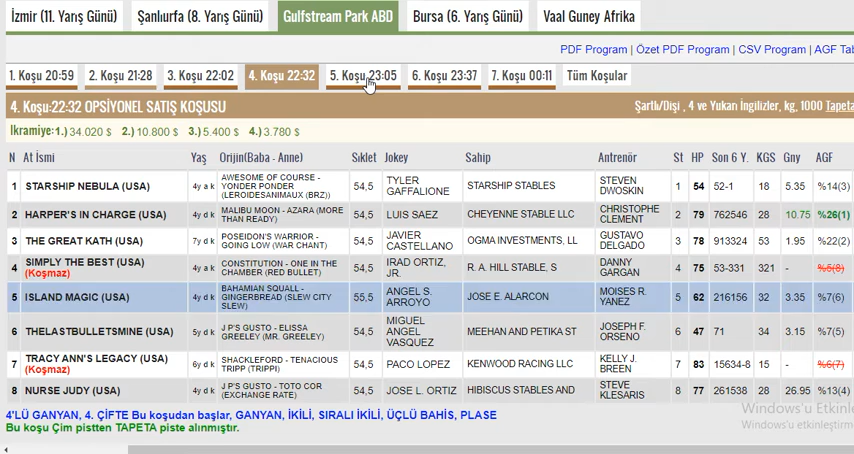 İzmir (11. Yarış Günü) Şanlıurfa (8. Yarış Günü) Gulfstream Park ABD Bursa (6. Yarış Günü) Vaal Guney Afrika
PDF Program | Özet PDF Program | CSV Program | AGF Tab
1. Koşu 20:59 2. Koşu 21:28 3. Koşu 22:02 4. Koşu 22:32 5. Koşu 23:05 6. Koşu 23:37 7. Koşu 00:11 Tüm Koşular
4. Koşu:22:32 OPSİYONEL SATIŞ KOŞUSU Şartlı/Dişi , 4 ve Yukarı İngilizler, kg, 1000 Tapeta
Ikramiye:1.) 34.020 $ 2.) 10.800 $ 3.) 5.400 $ 4.) 3.780 $
N At İsmi Yaş Orijin(Baba - Anne) Sıklet Jokey Sahip Antrenör St HP Son 6 Y. KGS Gny AGF
1 STARSHIP NEBULA (USA) 4y a k AWESOME OF COURSE - YONDER PONDER (LEROIDESANIMAUX (BRZ)) 54,5 TYLER GAFFALIONE STARSHIP STABLES STEVEN DWOSKIN 1 54 52-1 18 5.35 %14(3)
2 HARPER'S IN CHARGE (USA) 4y d k MALIBU MOON - AZARA (MORE THAN READY) 54,5 LUIS SAEZ CHEYENNE STABLE LLC CHRISTOPHE CLEMENT 2 79 762546 28 10.75 %26(1)
3 THE GREAT KATH (USA) 7y d k POSEIDON'S WARRIOR - GOING LOW (WAR CHANT) 54,5 JAVIER CASTELLANO OGMA INVESTMENTS, LL GUSTAVO DELGADO 3 78 913324 53 1.95 %22(2)
4 SIMPLY THE BEST (USA) (Koşmaz) 4y a k CONSTITUTION - ONE IN THE CHAMBER (RED BULLET) 54,5 IRAD ORTIZ, JR. R. A. HILL STABLE, S DANNY GARGAN 4 75 53-331 321 - %5(8)
5 ISLAND MAGIC (USA) 4y d k BAHAMIAN SQUALL - GINGERBREAD (SLEW CITY SLEW) 55,5 ANGEL S. ARROYO JOSE E. ALARCON MOISES R. YANEZ 5 62 216156 32 3.35 %7(6)
6 THELASTBULLETSMINE (USA) 5y d k J P'S GUSTO - ELISSA GREELEY (MR. GREELEY) 54,5 MIGUEL ANGEL VASQUEZ MEEHAN AND PETIKA ST JOSEPH F. ORSENO 6 47 71 34 3.15 %7(5)
7 TRACY ANN'S LEGACY (USA) (Koşmaz) 6y d k SHACKLEFORD - TENACIOUS TRIPP (TRIPPI) 54,5 PACO LOPEZ KENWOOD RACING LLC KELLY J. BREEN 7 83 15634-8 15 - %6(7)
8 NURSE JUDY (USA) 4y d k J P'S GUSTO - TOTO COR (EXCHANGE RATE) 54,5 JOSE L. ORTIZ HIBISCUS STABLES AND STEVE KLESARIS 8 77 261538 28 26.95 %13(4)
4'LÜ GANYAN, 4. ÇİFTE Bu koşudan başlar, GANYAN, İKİLİ, SIRALI İKİLİ, ÜÇLÜ BAHİS, PLASE
Bu koşu Çim pistten TAPETA piste alınmıştır.
Windows'u Etkinle
Windows'u etkinleştirm